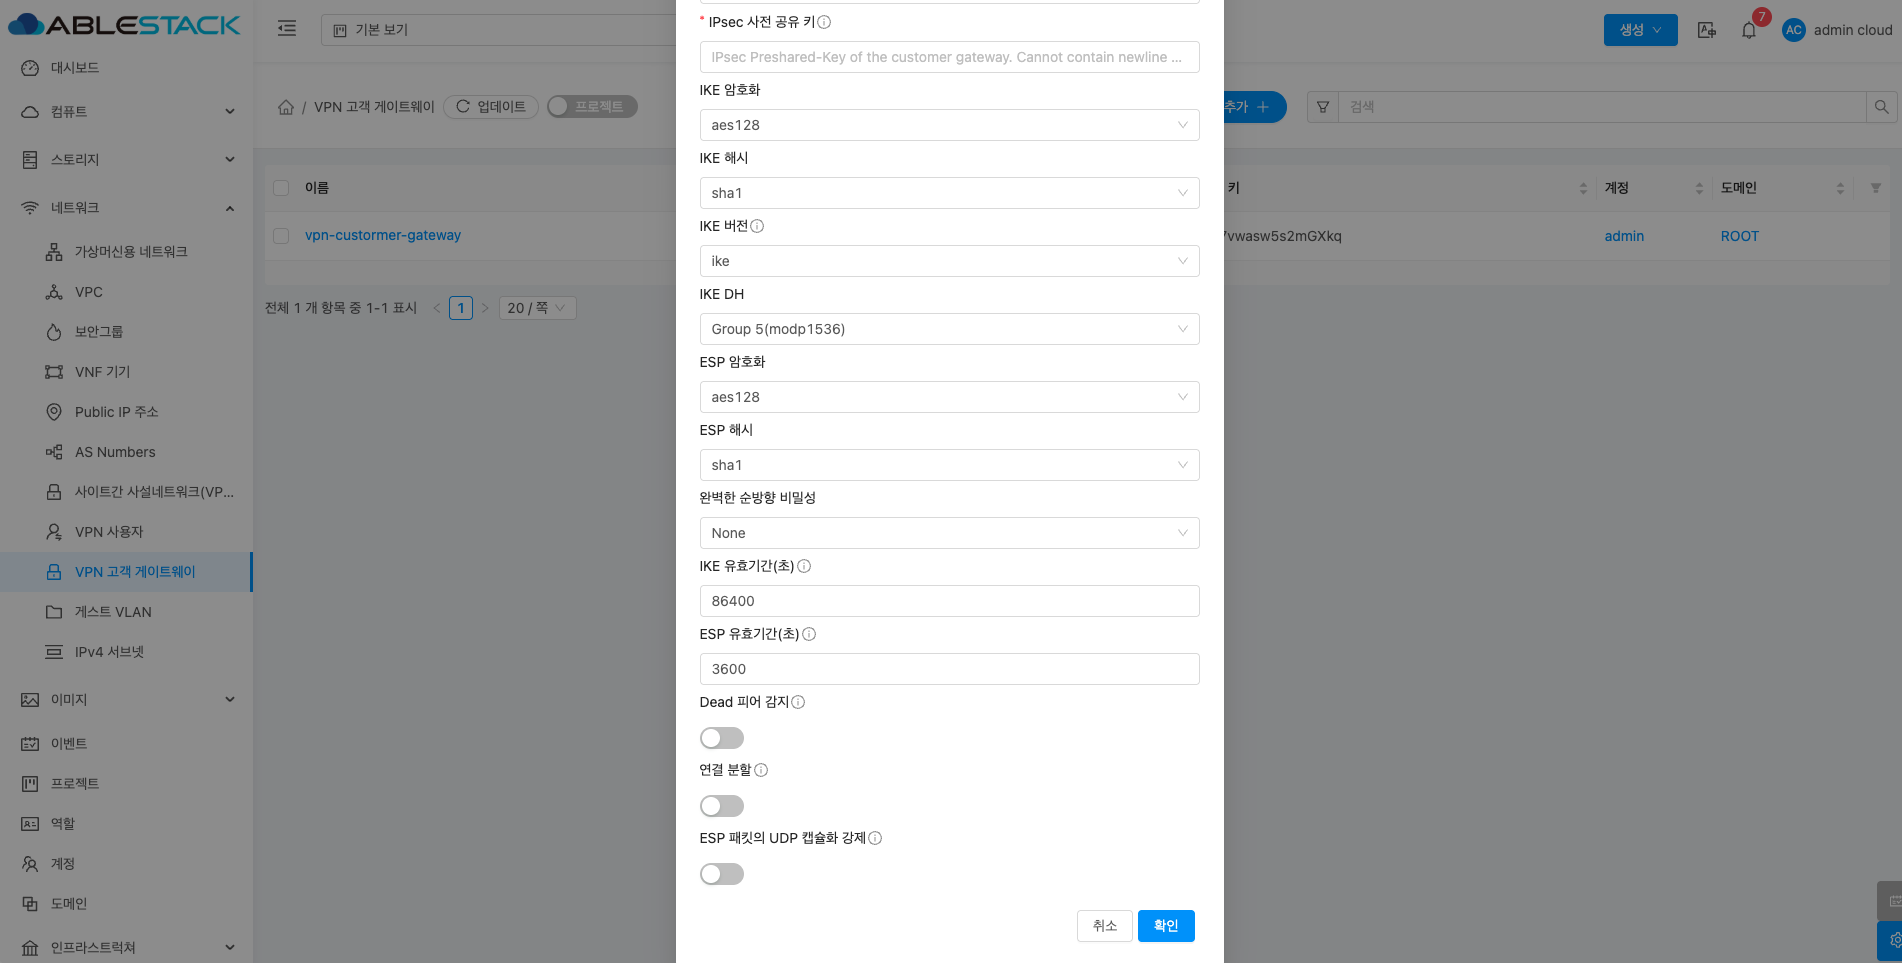 ABLESTACK
기본 보기
생성
7
AC admin cloud
대시보드
컴퓨트
스토리지
네트워크
가상머신용 네트워크
VPC
보안그룹
VNF 기기
Public IP 주소
AS Numbers
사이트간 사설네트워크(VP...
VPN 사용자
VPN 고객 게이트웨이
게스트 VLAN
IPv4 서브넷
이미지
이벤트
프로젝트
역할
계정
도메인
인프라스트럭쳐
/ VPN 고객 게이트웨이
업데이트
프로젝트
추가
검색
이름
키
계정
도메인
vpn-custormer-gateway
7vwasw5s2mGXkq
admin
ROOT
전체 1 개 항목 중 1-1 표시
1
20 / 쪽
* IPsec 사전 공유 키
IPsec Preshared-Key of the customer gateway. Cannot contain newline ...
IKE 암호화
aes128
IKE 해시
sha1
IKE 버전
ike
IKE DH
Group 5(modp1536)
ESP 암호화
aes128
ESP 해시
sha1
완벽한 순방향 비밀성
None
IKE 유효기간(초)
86400
ESP 유효기간(초)
3600
Dead 피어 감지
연결 분할
ESP 패킷의 UDP 캡슐화 강제
취소
확인